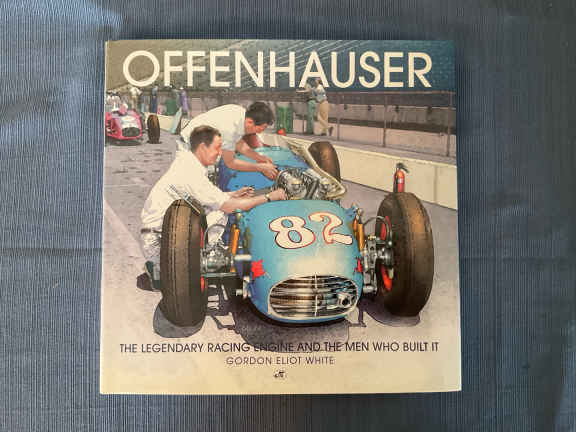 OFFENHAUSER
82
THE LEGENDARY RACING ENGINE AND THE MEN WHO BUILT IT
GORDON ELIOT WHITE